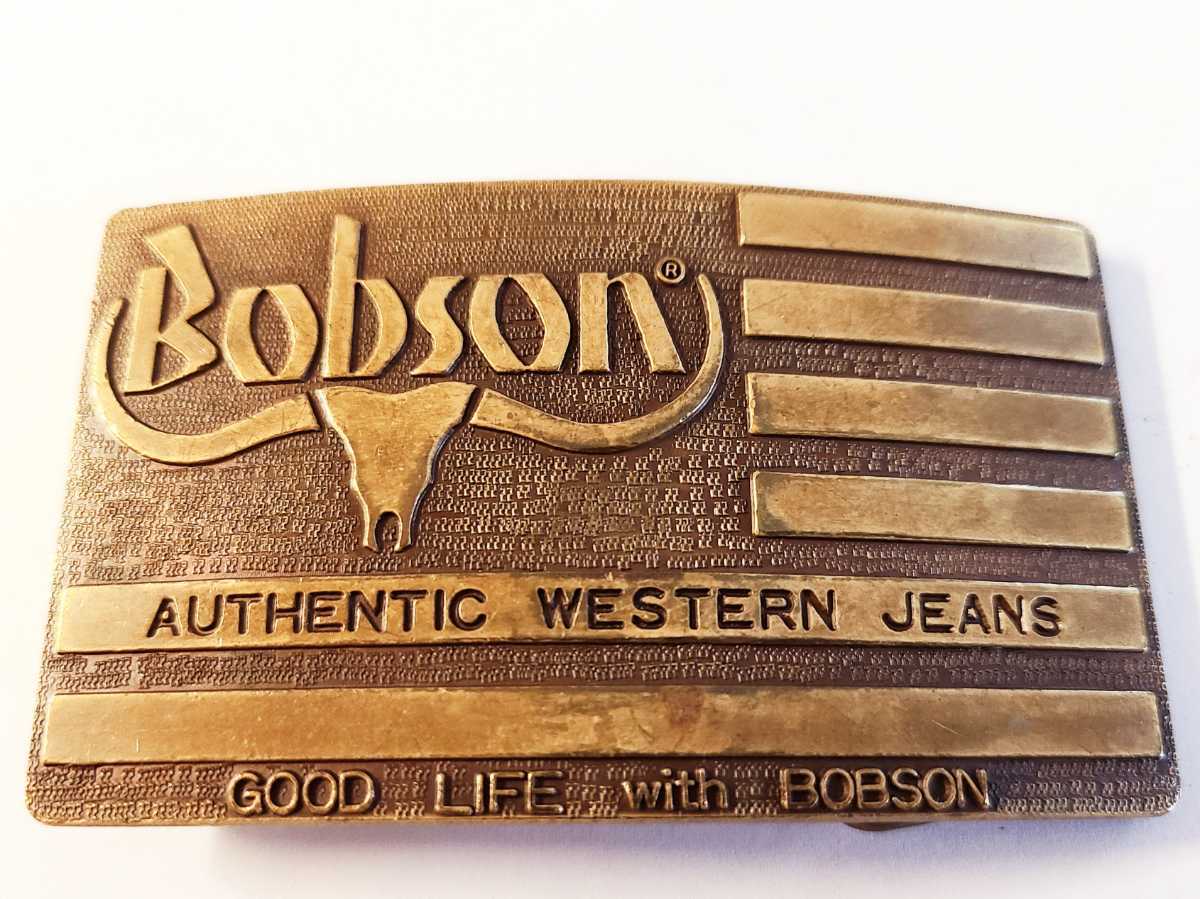 Bobson®
AUTHENTIC WESTERN JEANS
GOOD LIFE with BOBSON